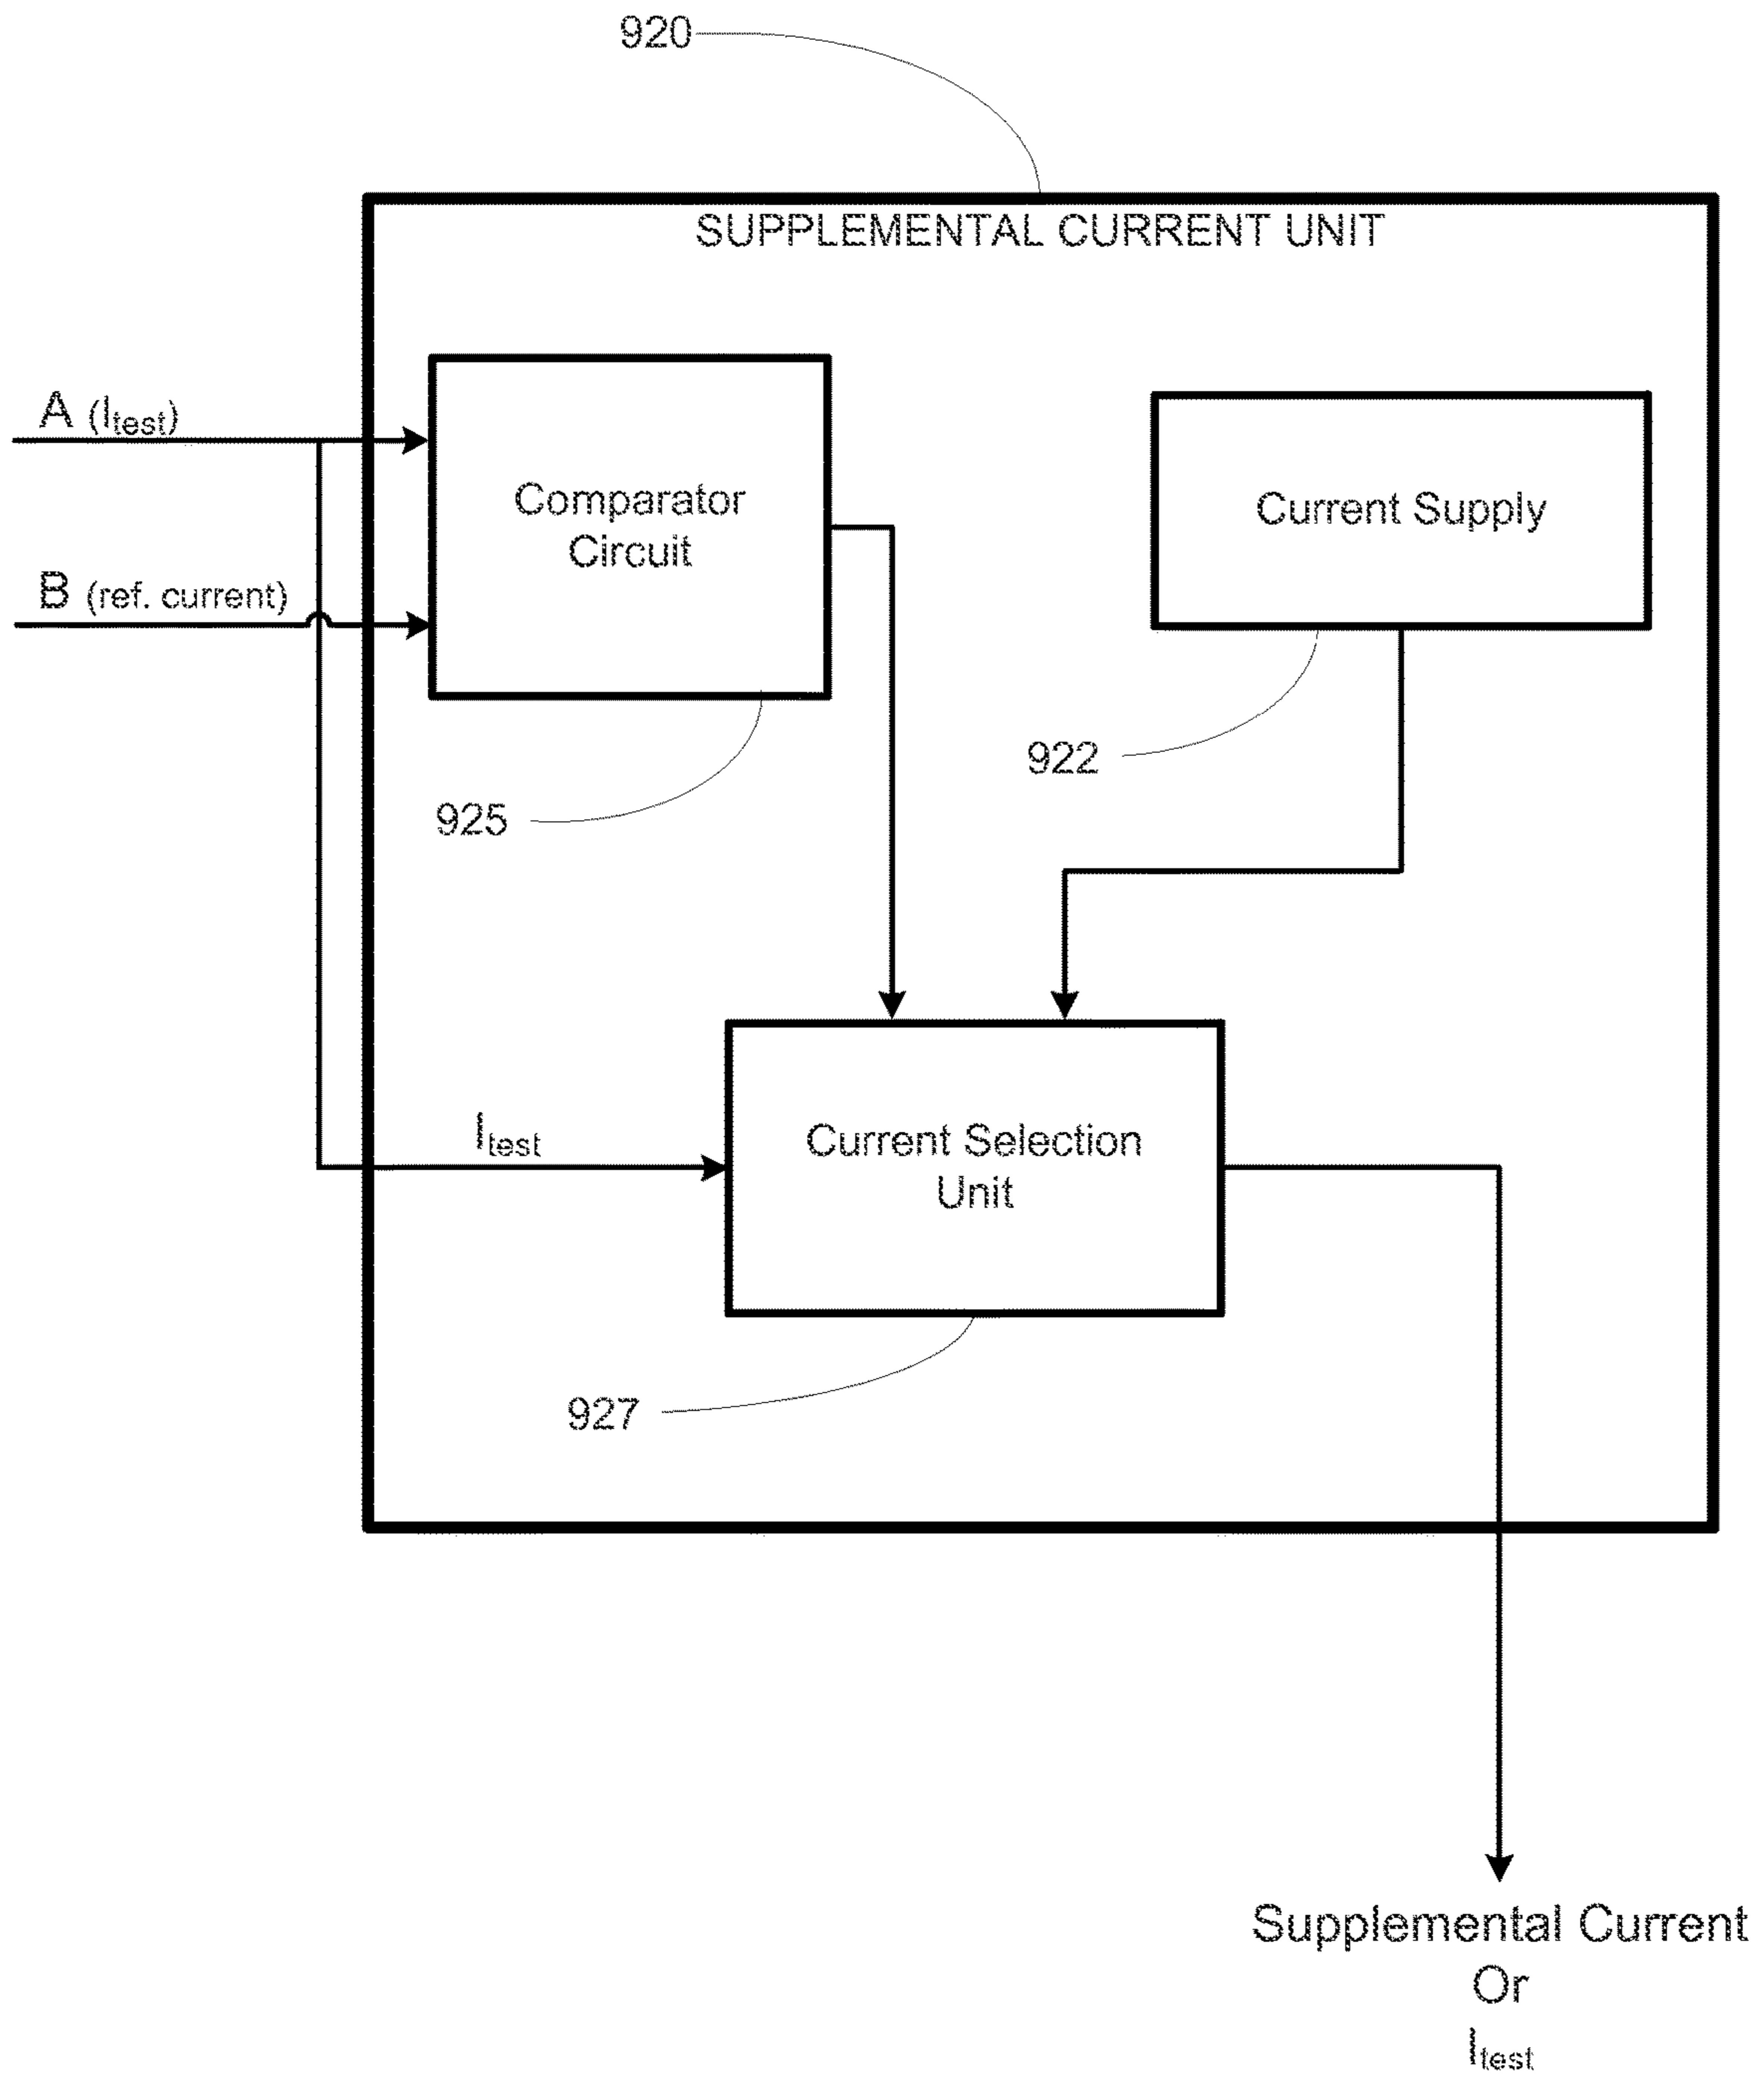 920
SUPPLEMENTAL CURRENT UNIT
A (Itest)
B (ref. current)
Comparator
Circuit
Current Supply
922
925
Itest
Current Selection
Unit
927
Supplemental Current
Or
Itest